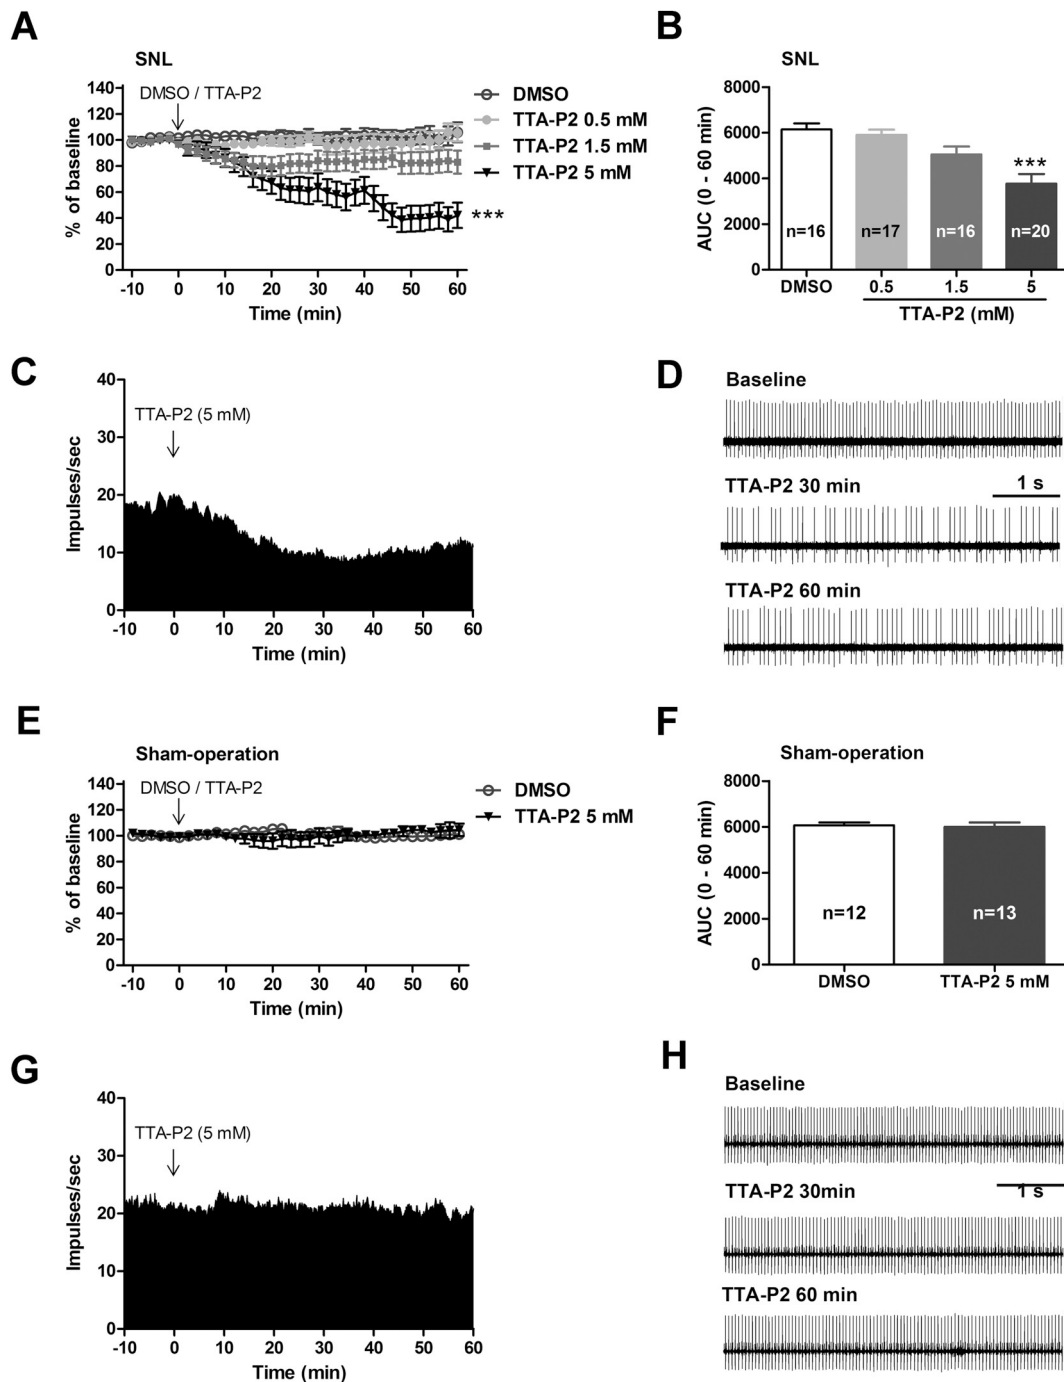 A
SNL
DMSO / TTA-P2
% of baseline
140
120
100
80
60
40
20
0
-10 0 10 20 30 40 50 60
Time (min)
DMSO
TTA-P2 0.5 mM
TTA-P2 1.5 mM
TTA-P2 5 mM
***
B
SNL
AUC (0 - 60 min)
8000
6000
4000
2000
0
***
n=16 n=17 n=16 n=20
DMSO 0.5 1.5 5
TTA-P2 (mM)
C
Impulses/sec
40
30
20
10
0
TTA-P2 (5 mM)
-10 0 10 20 30 40 50 60
Time (min)
D
Baseline
TTA-P2 30 min
1 s
TTA-P2 60 min
E
Sham-operation
DMSO / TTA-P2
% of baseline
140
120
100
80
60
40
20
0
-10 0 10 20 30 40 50 60
Time (min)
DMSO
TTA-P2 5 mM
F
Sham-operation
AUC (0 - 60 min)
8000
6000
4000
2000
0
n=12 n=13
DMSO TTA-P2 5 mM
G
Impulses/sec
40
30
20
10
0
TTA-P2 (5 mM)
-10 0 10 20 30 40 50 60
Time (min)
H
Baseline
TTA-P2 30min
1 s
TTA-P2 60 min